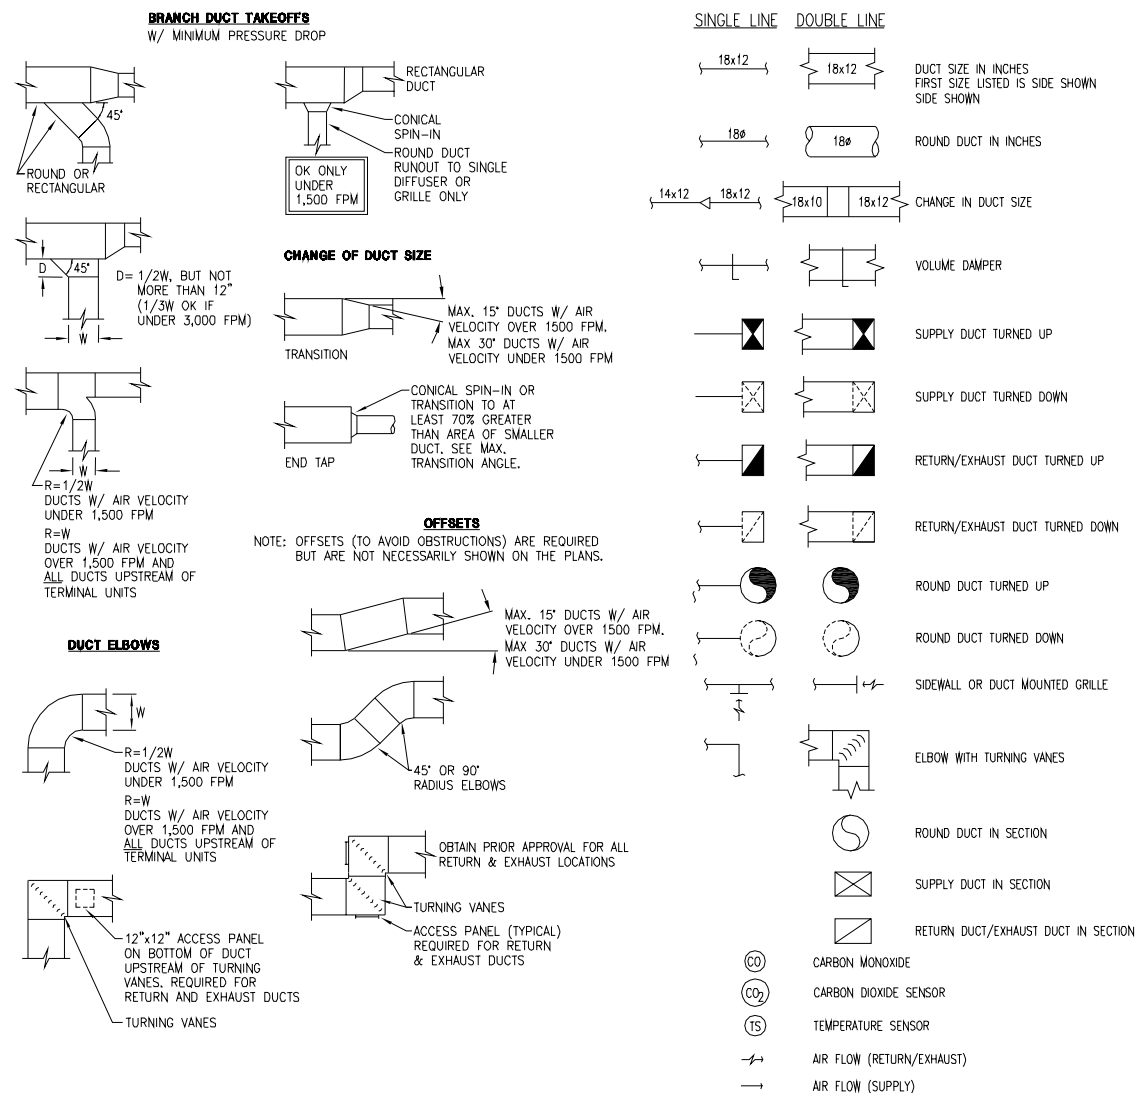 BRANCH DUCT TAKEOFFS
W/ MINIMUM PRESSURE DROP
45°
ROUND OR
RECTANGULAR
RECTANGULAR
DUCT
CONICAL
SPIN-IN
ROUND DUCT
RUNOUT TO SINGLE
DIFFUSER OR
GRILLE ONLY
OK ONLY
UNDER
1,500 FPM
D
45°
D= 1/2W, BUT NOT
MORE THAN 12"
(1/3W OK IF
UNDER 3,000 FPM)
W
W
R=1/2W
DUCTS W/ AIR VELOCITY
UNDER 1,500 FPM
R=W
DUCTS W/ AIR VELOCITY
OVER 1,500 FPM AND
ALL DUCTS UPSTREAM OF
TERMINAL UNITS
CHANGE OF DUCT SIZE
MAX. 15° DUCTS W/ AIR
VELOCITY OVER 1500 FPM.
MAX 30° DUCTS W/ AIR
VELOCITY UNDER 1500 FPM
TRANSITION
CONICAL SPIN-IN OR
TRANSITION TO AT
LEAST 70% GREATER
THAN AREA OF SMALLER
DUCT. SEE MAX.
TRANSITION ANGLE.
END TAP
OFFSETS
NOTE: OFFSETS (TO AVOID OBSTRUCTIONS) ARE REQUIRED
BUT ARE NOT NECESSARILY SHOWN ON THE PLANS.
MAX. 15° DUCTS W/ AIR
VELOCITY OVER 1500 FPM.
MAX 30° DUCTS W/ AIR
VELOCITY UNDER 1500 FPM
45° OR 90°
RADIUS ELBOWS
OBTAIN PRIOR APPROVAL FOR ALL
RETURN & EXHAUST LOCATIONS
TURNING VANES
ACCESS PANEL (TYPICAL)
REQUIRED FOR RETURN
& EXHAUST DUCTS
DUCT ELBOWS
W
R=1/2W
DUCTS W/ AIR VELOCITY
UNDER 1,500 FPM
R=W
DUCTS W/ AIR VELOCITY
OVER 1,500 FPM AND
ALL DUCTS UPSTREAM OF
TERMINAL UNITS
12"x12" ACCESS PANEL
ON BOTTOM OF DUCT
UPSTREAM OF TURNING
VANES. REQUIRED FOR
RETURN AND EXHAUST DUCTS
TURNING VANES
SINGLE LINE DOUBLE LINE
18x12 18x12
DUCT SIZE IN INCHES
FIRST SIZE LISTED IS SIDE SHOWN
SIDE SHOWN
18ø 18ø ROUND DUCT IN INCHES
14x12 18x12 18x10 18x12 CHANGE IN DUCT SIZE
VOLUME DAMPER
SUPPLY DUCT TURNED UP
SUPPLY DUCT TURNED DOWN
RETURN/EXHAUST DUCT TURNED UP
RETURN/EXHAUST DUCT TURNED DOWN
ROUND DUCT TURNED UP
ROUND DUCT TURNED DOWN
SIDEWALL OR DUCT MOUNTED GRILLE
ELBOW WITH TURNING VANES
ROUND DUCT IN SECTION
SUPPLY DUCT IN SECTION
RETURN DUCT/EXHAUST DUCT IN SECTION
CO CARBON MONOXIDE
CO2 CARBON DIOXIDE SENSOR
TS TEMPERATURE SENSOR
AIR FLOW (RETURN/EXHAUST)
AIR FLOW (SUPPLY)